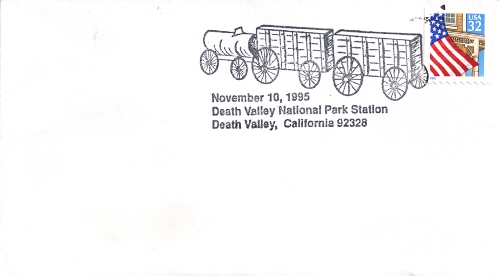 USA
32
November 10, 1995
Death Valley National Park Station
Death Valley, California 92328